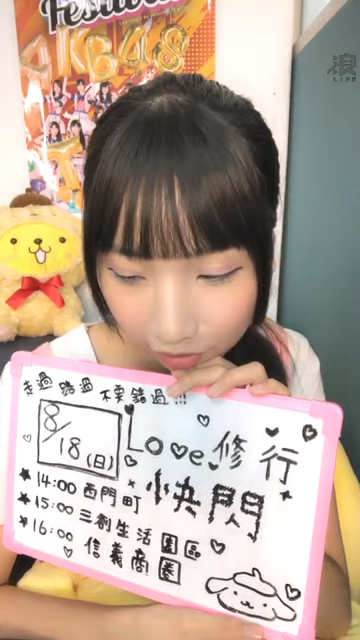 Festival
AKB48
浪
LIVE
走過 路過 不要錯過!!!
8/18(日)
Love修行
快閃
14:00 西門町
15:00 三創生活園區
16:00 信義商圈